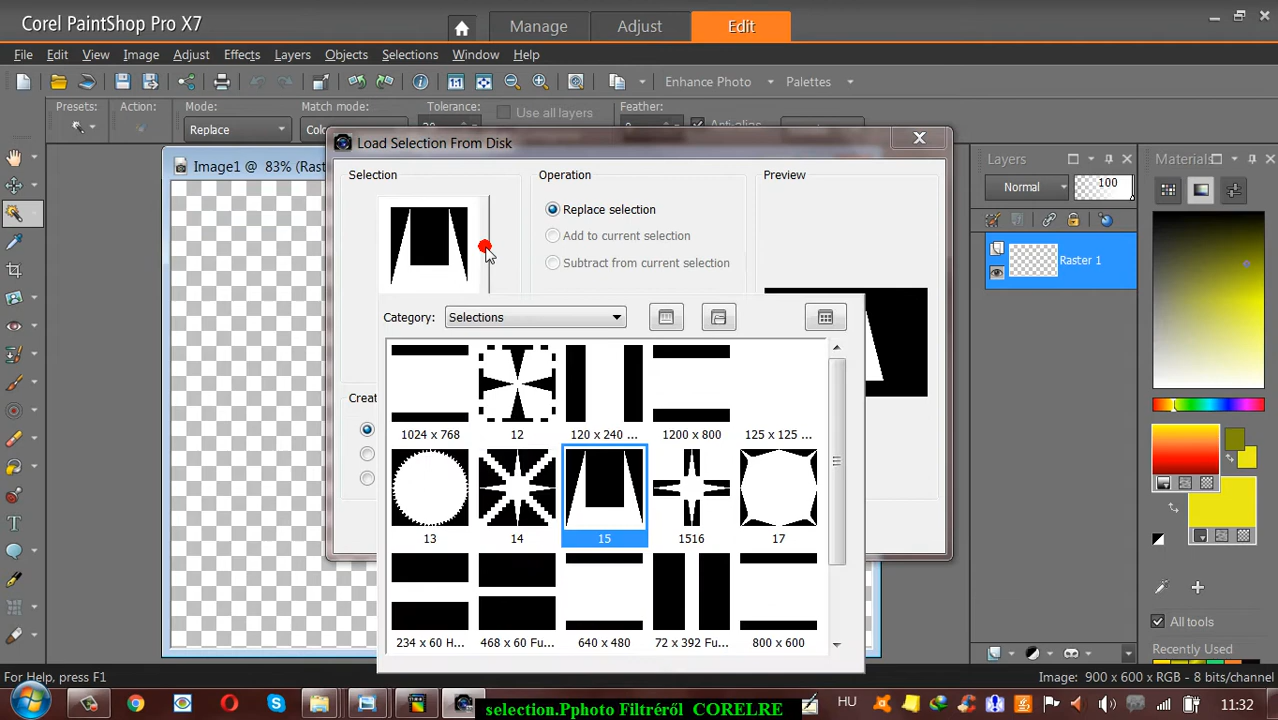 Corel PaintShop Pro X7
Manage
Adjust
Edit
File Edit View Image Adjust Effects Layers Objects Selections Window Help
Enhance Photo
Palettes
Presets:
Action:
Mode:
Match mode:
Tolerance:
Use all layers
Feather:
Replace
Image1 @ 83%
Load Selection From Disk
Selection
Operation
Preview
Replace selection
Add to current selection
Subtract from current selection
Category:
Selections
1024 x 768
12
120 x 240 ...
1200 x 800
125 x 125 ...
13
14
15
1516
17
234 x 60 H...
468 x 60 Fu...
640 x 480
72 x 392 Fu...
800 x 600
Layers
Normal
100
Raster 1
Materials
All tools
Recently Used
For Help, press F1
Image: 900 x 600 x RGB - 8 bits/channel
selection.Pphoto Filtréről CORELRE
HU
11:32